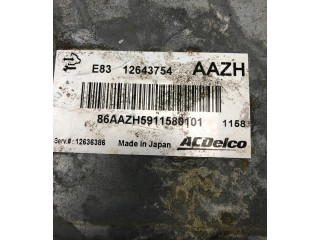 E83 12643754 AAZH
86AAZH5911580101 1158
Serv.#: 12636386 Made in Japan ACDelco